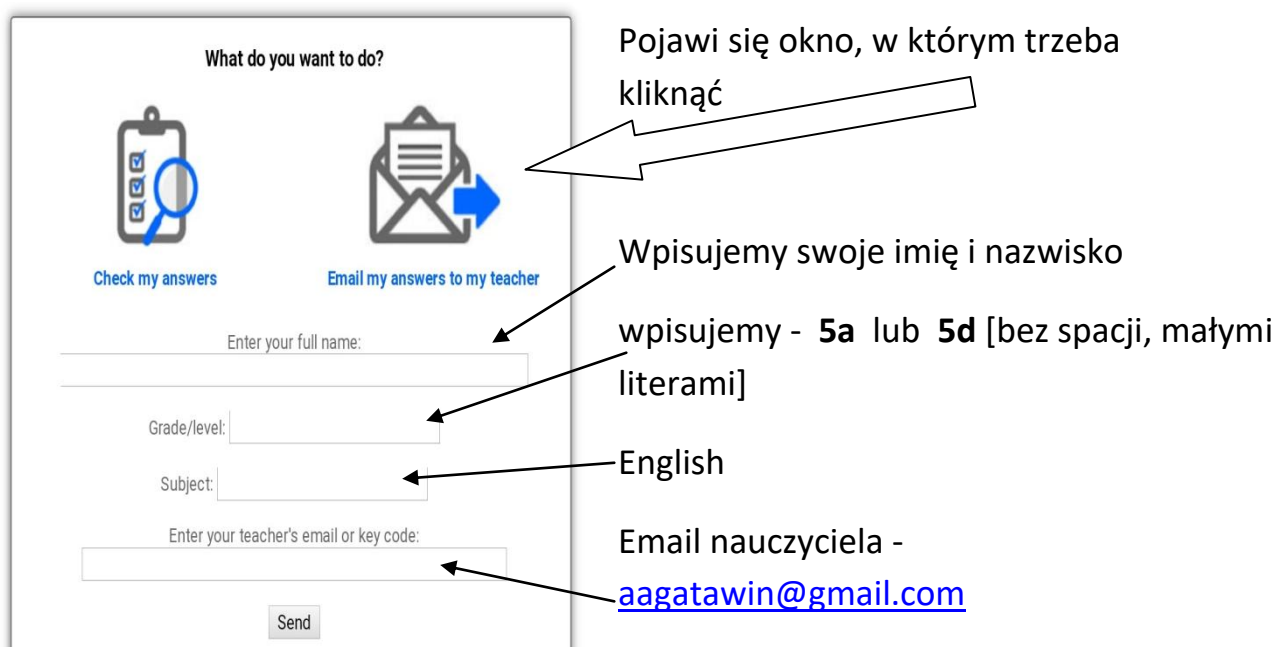 What do you want to do?
Check my answers
Email my answers to my teacher
Enter your full name:
Grade/level:
Subject:
Enter your teacher's email or key code:
Send
Pojawi się okno, w którym trzeba
kliknąć
Wpisujemy swoje imię i nazwisko
wpisujemy - 5a lub 5d [bez spacji, małymi
literami]
English
Email nauczyciela -
aagatawin@gmail.com